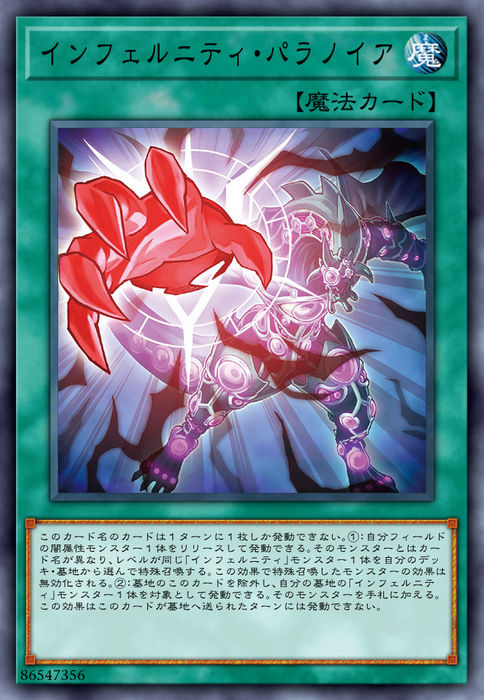 インフェルニティ・パラノイア
魔
【魔法カード】
このカード名のカードは１ターンに１枚しか発動できない。①：自分フィールド
の闇属性モンスター１体をリリースして発動できる。そのモンスターとはカー
ド名が異なり、レベルが同じ「インフェルニティ」モンスター１体を自分のデッ
キ・墓地から選んで特殊召喚する。この効果で特殊召喚したモンスターの効果は
無効化される。②：墓地のこのカードを除外し、自分の墓地の「インフェルニテ
ィ」モンスター１体を対象として発動できる。そのモンスターを手札に加える。
この効果はこのカードが墓地へ送られたターンには発動できない。
86547356